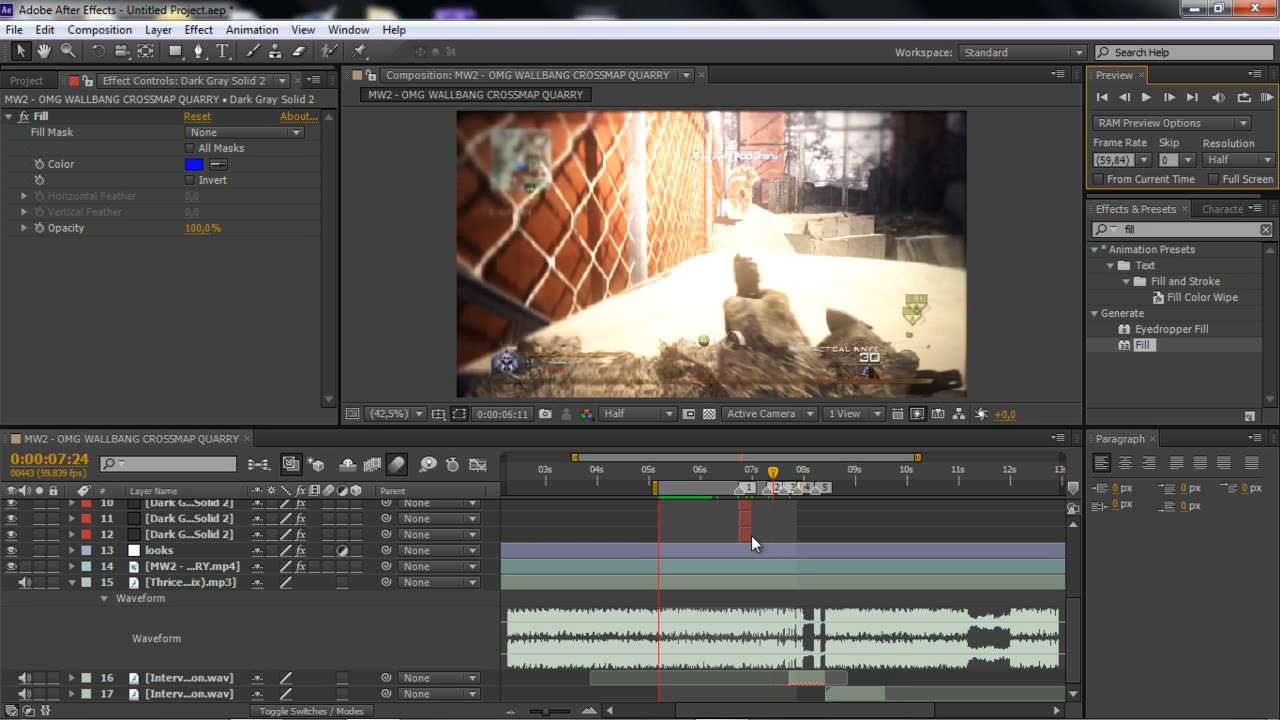 Adobe After Effects - Untitled Project.aep *
File Edit Composition Layer Effect Animation View Window Help
Workspace: Standard
Search Help
Project
Effect Controls: Dark Gray Solid 2
MW2 - OMG WALLBANG CROSSMAP QUARRY • Dark Gray Solid 2
fx Fill Reset About...
Fill Mask None
All Masks
Color
Invert
Horizontal Feather 0,0
Vertical Feather 0,0
Opacity 100,0%
Composition: MW2 - OMG WALLBANG CROSSMAP QUARRY
MW2 - OMG WALLBANG CROSSMAP QUARRY
30
(42,5%) 0:00:06:11 Half Active Camera 1 View +0,0
Preview
RAM Preview Options
Frame Rate Skip Resolution
(59,84) 0 Half
From Current Time Full Screen
Effects & Presets Characte
fill
* Animation Presets
Text
Fill and Stroke
Fill Color Wipe
Generate
Eyedropper Fill
Fill
MW2 - OMG WALLBANG CROSSMAP QUARRY
0:00:07:24
00443 (59.839 fps)
03s 04s 05s 06s 07s 08s 09s 10s 11s 12s 13
1 2 3 4 5
# Layer Name Parent
10 [Dark G...Solid 2] fx None
11 [Dark G...Solid 2] fx None
12 [Dark G...Solid 2] fx None
13 looks fx None
14 [MW2 - ...RY.mp4] fx None
15 [Thrice...ix).mp3] None
Waveform
Waveform
16 [Interv...on.wav] None
17 [Interv...on.wav] None
Toggle Switches / Modes
Paragraph
0 px 0 px 0 px
0 px 0 px